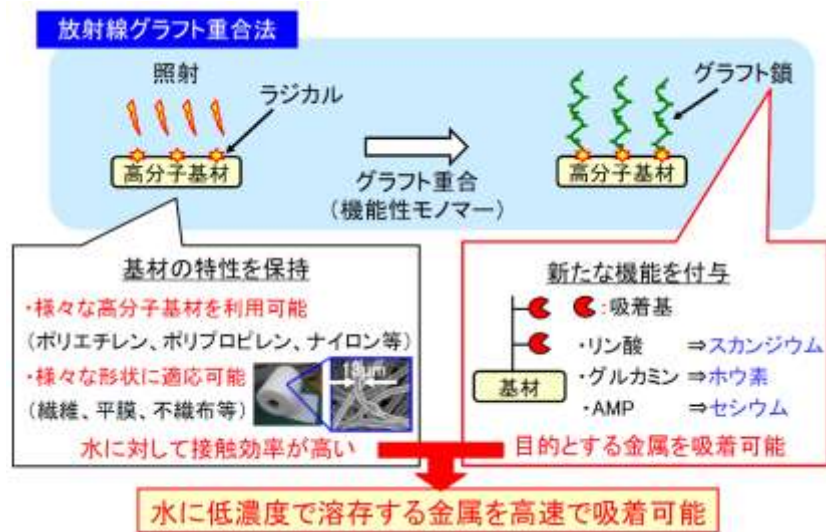 放射線グラフト重合法
照射
ラジカル
グラフト鎖
高分子基材
高分子基材
グラフト重合
(機能性モノマー)
基材の特性を保持
・様々な高分子基材を利用可能
(ポリエチレン、ポリプロピレン、ナイロン等)
・様々な形状に適応可能
(繊維、平膜、不織布等)
18μm
水に対して接触効率が高い
新たな機能を付与
:吸着基
・リン酸 ⇒スカンジウム
・グルカミン⇒ホウ素
・AMP ⇒セシウム
基材
目的とする金属を吸着可能
水に低濃度で溶存する金属を高速で吸着可能